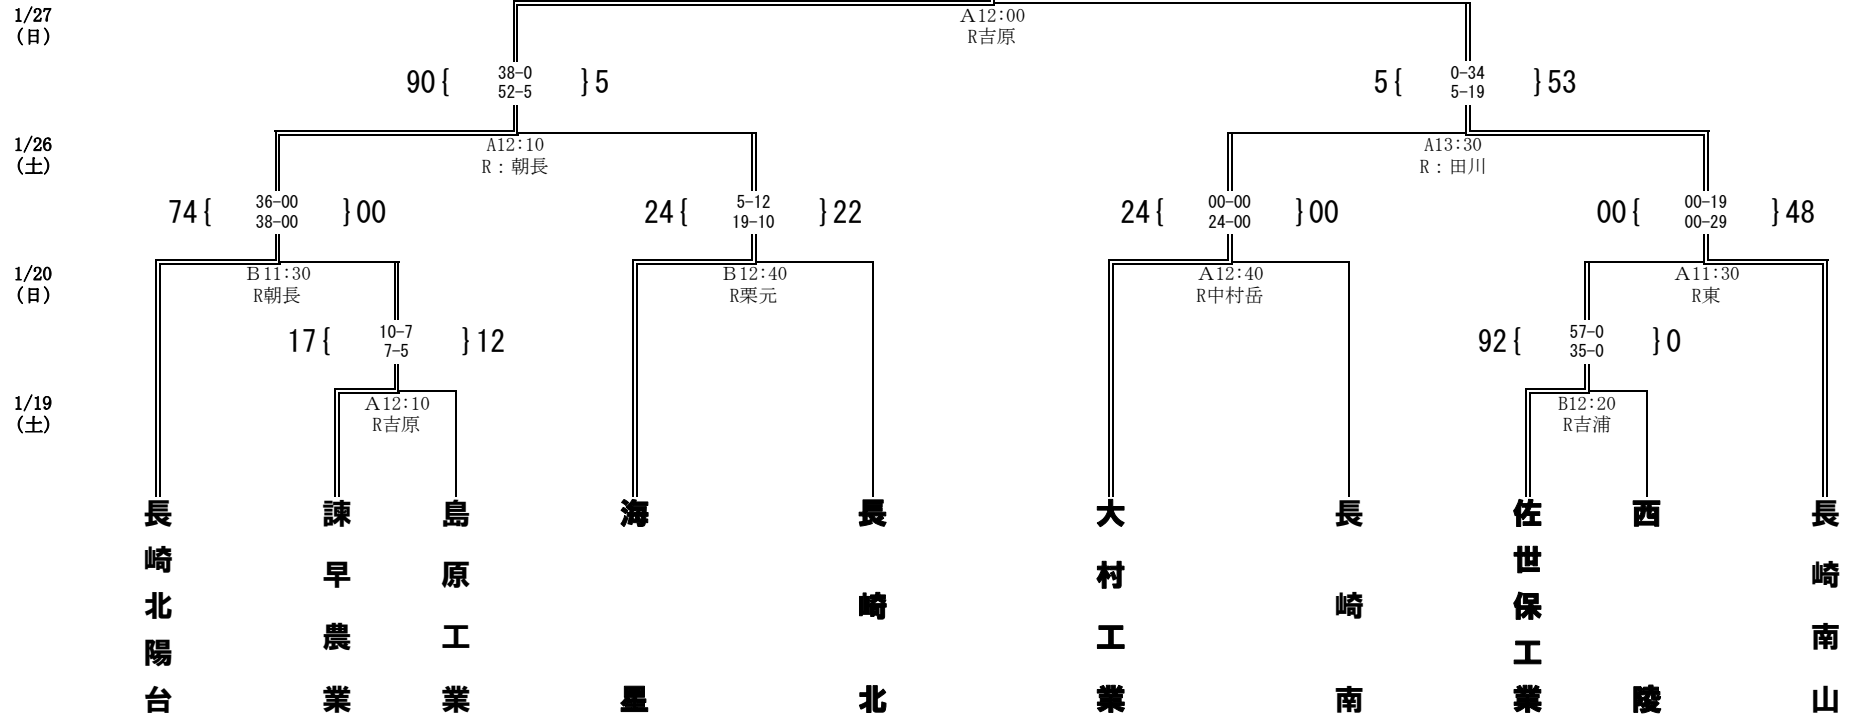 1/27
(日)
A12:00
R吉原
90{
38-0
52-5
}5
5{
0-34
5-19
}53
1/26
(土)
A12:10
R：朝長
A13:30
R：田川
74{
36-00
38-00
}00
24{
5-12
19-10
}22
24{
00-00
24-00
}00
00{
00-19
00-29
}48
1/20
(日)
B11:30
R朝長
B12:40
R栗元
A12:40
R中村岳
A11:30
R東
17{
10-7
7-5
}12
92{
57-0
35-0
}0
1/19
(土)
A12:10
R吉原
B12:20
R吉浦
長崎北陽台
諫早農業
島原工業
海星
長崎北
大村工業
長崎南
佐世保工業
西陵
長崎南山